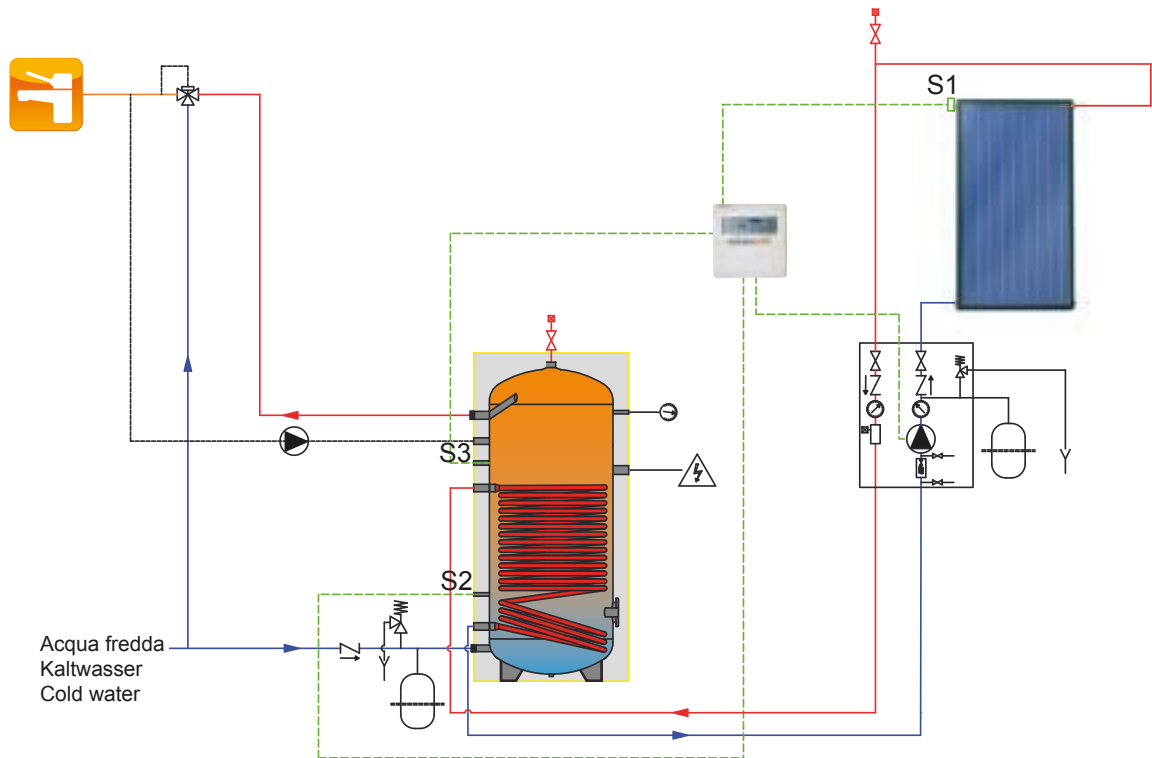 S1
S3
S2
Acqua fredda
Kaltwasser
Cold water